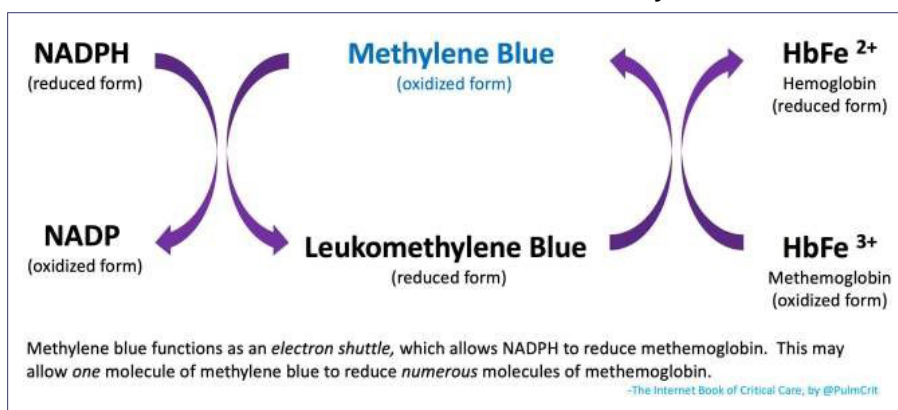 NADPH
(reduced form)
Methylene Blue
(oxidized form)
HbFe 2+
Hemoglobin
(reduced form)
NADP
(oxidized form)
Leukomethylene Blue
(reduced form)
HbFe 3+
Methemoglobin
(oxidized form)
Methylene blue functions as an electron shuttle, which allows NADPH to reduce methemoglobin. This may
allow one molecule of methylene blue to reduce numerous molecules of methemoglobin.
-The Internet Book of Critical Care, by @PulmCrit